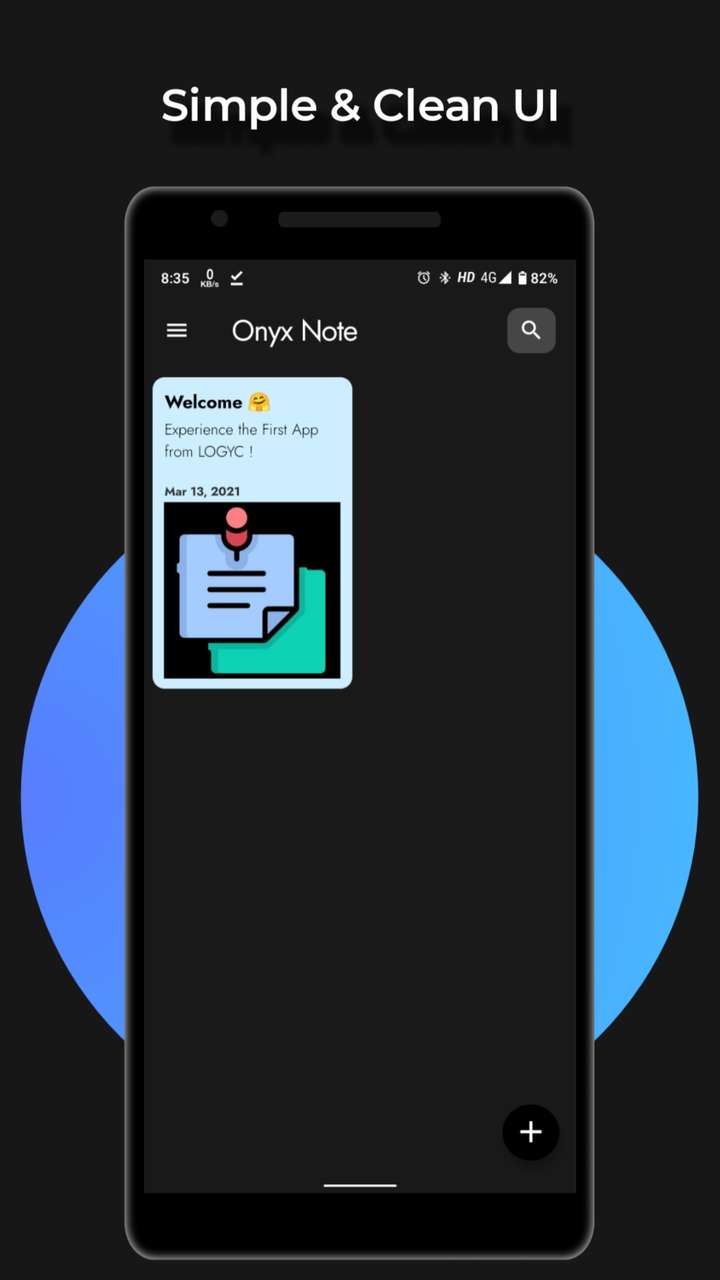 Simple & Clean UI
8:35 0 KB/s HD 4G 82%
Onyx Note
Welcome 🤗
Experience the First App
from LOGYC !
Mar 13, 2021